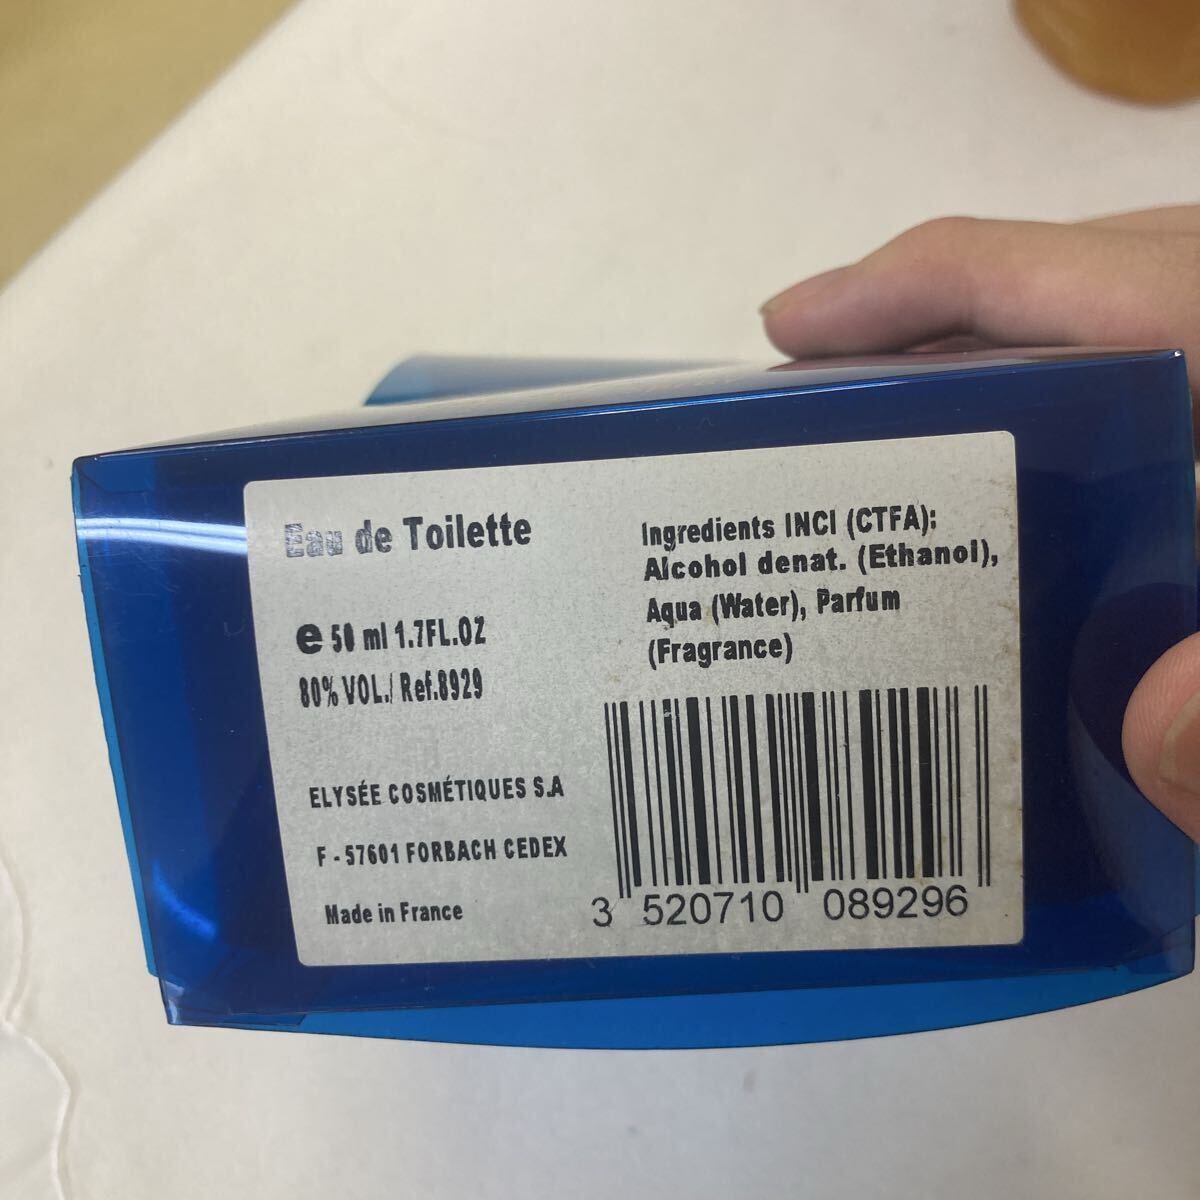 Eau de Toilette
e 50 ml 1.7FL.OZ
80% VOL./ Ref.8929
ELYSÉE COSMÉTIQUES S.A
F - 57601 FORBACH CEDEX
Made in France
Ingredients INCI (CTFA):
Alcohol denat. (Ethanol),
Aqua (Water), Parfum
(Fragrance)
3 520710 089296